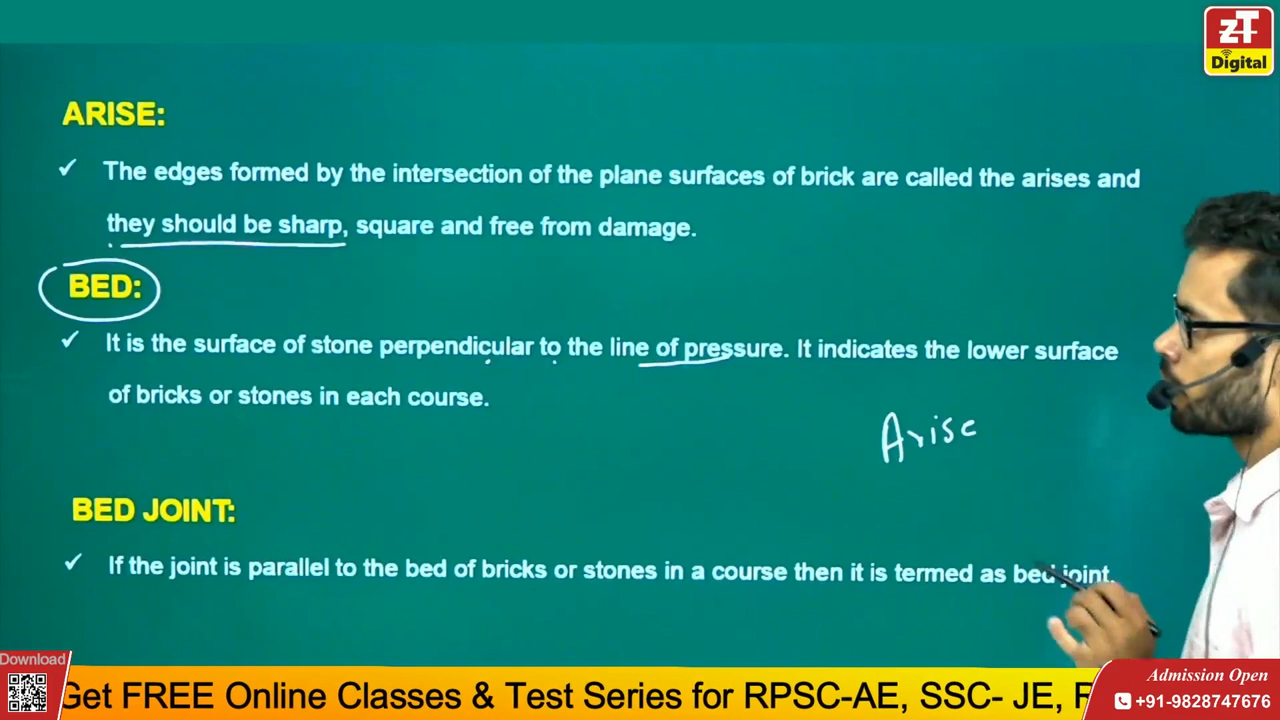 ZT
Digital
ARISE:
✓ The edges formed by the intersection of the plane surfaces of brick are called the arises and
they should be sharp, square and free from damage.
BED:
✓ It is the surface of stone perpendicular to the line of pressure. It indicates the lower surface
of bricks or stones in each course.
Arise
BED JOINT:
✓ If the joint is parallel to the bed of bricks or stones in a course then it is termed as bed joint.
Download
Get FREE Online Classes & Test Series for RPSC-AE, SSC- JE,
Admission Open
+91-9828747676